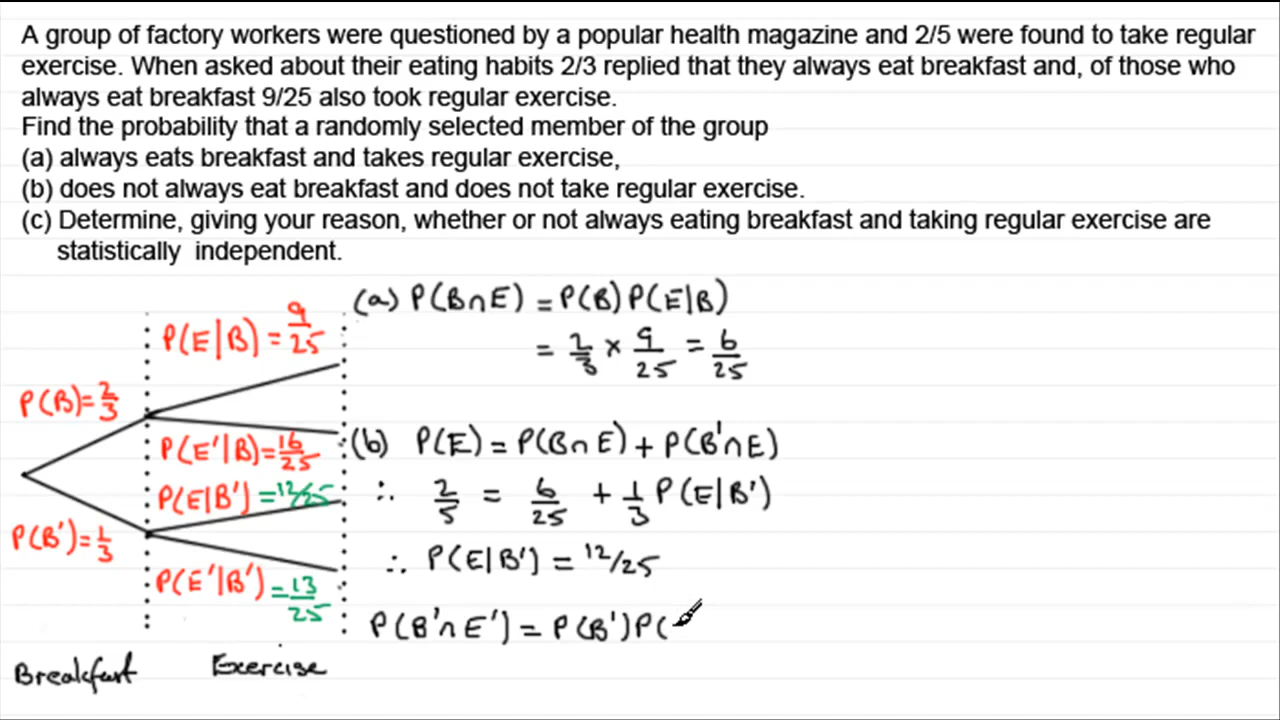 A group of factory workers were questioned by a popular health magazine and 2/5 were found to take regular
exercise. When asked about their eating habits 2/3 replied that they always eat breakfast and, of those who
always eat breakfast 9/25 also took regular exercise.
Find the probability that a randomly selected member of the group
(a) always eats breakfast and takes regular exercise,
(b) does not always eat breakfast and does not take regular exercise.
(c) Determine, giving your reason, whether or not always eating breakfast and taking regular exercise are
statistically independent.
P(B)=2/3
P(B')=1/3
P(E|B)=9/25
P(E'|B)=16/25
P(E|B')=12/25
P(E'|B')=13/25
Breakfast Exercise
(a) P(B∩E) = P(B)P(E|B)
= 2/3 × 9/25 = 6/25
(b) P(E) = P(B∩E) + P(B'∩E)
∴ 2/5 = 6/25 + 1/3 P(E|B')
∴ P(E|B') = 12/25
P(B'∩E') = P(B')P(